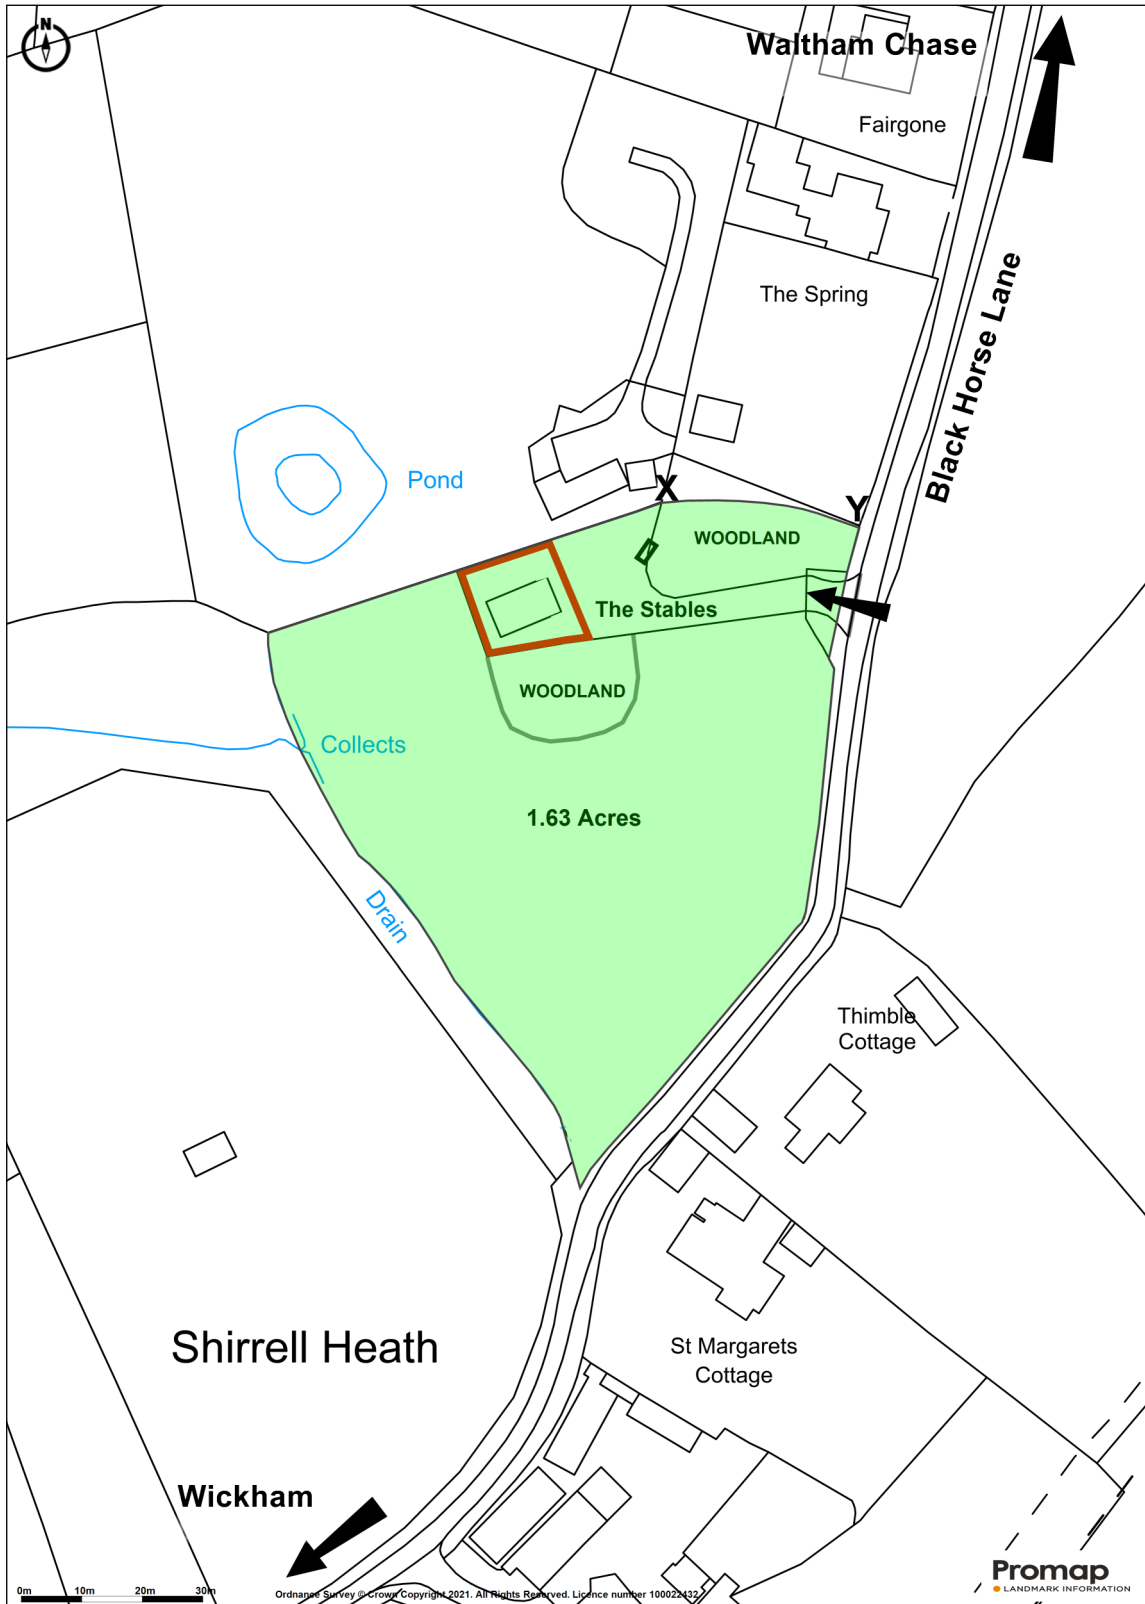 N
Waltham Chase
Fairgone
The Spring
Black Horse Lane
Pond
X
Y
WOODLAND
The Stables
WOODLAND
Collects
1.63 Acres
Drain
Thimble
Cottage
Shirrell Heath
St Margarets
Cottage
Wickham
0m 10m 20m 30m
Ordnance Survey © Crown Copyright 2021. All Rights Reserved. Licence number 100022432
Promap
LANDMARK INFORMATION